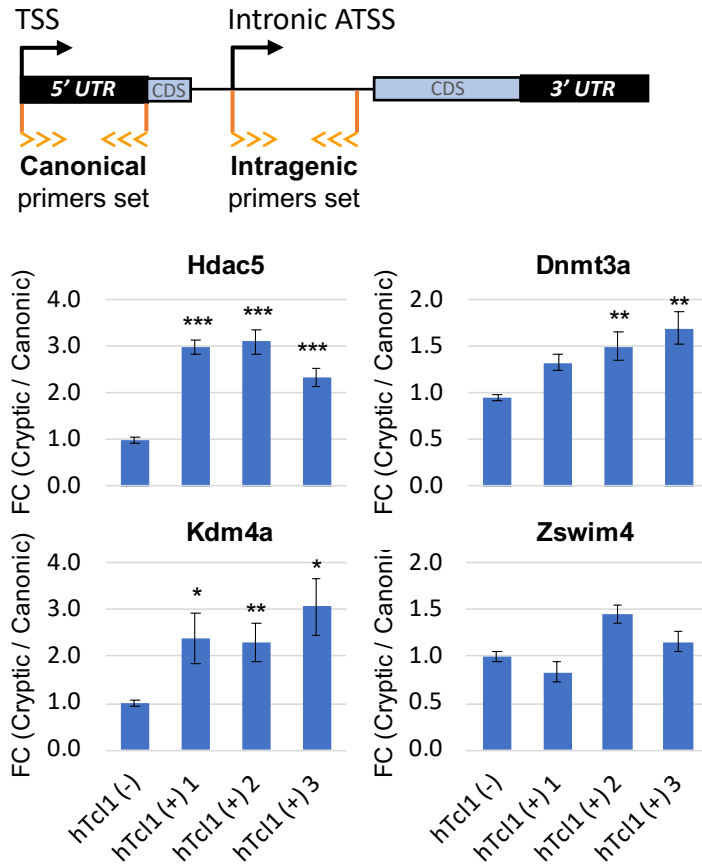 TSS
Intronic ATSS
5' UTR
CDS
CDS
3' UTR
Canonical
primers set
Intragenic
primers set
Hdac5
FC (Cryptic / Canonic)
4.0
3.0
2.0
1.0
0.0
***
***
***
Dnmt3a
FC (Cryptic / Canonic)
2.0
1.5
1.0
0.5
0.0
**
**
Kdm4a
FC (Cryptic / Canonic)
4.0
3.0
2.0
1.0
0.0
*
**
*
hTcl1 (-)
hTcl1 (+) 1
hTcl1 (+) 2
hTcl1 (+) 3
Zswim4
FC (Cryptic / Canonic)
2.0
1.5
1.0
0.5
0.0
hTcl1 (-)
hTcl1 (+) 1
hTcl1 (+) 2
hTcl1 (+) 3